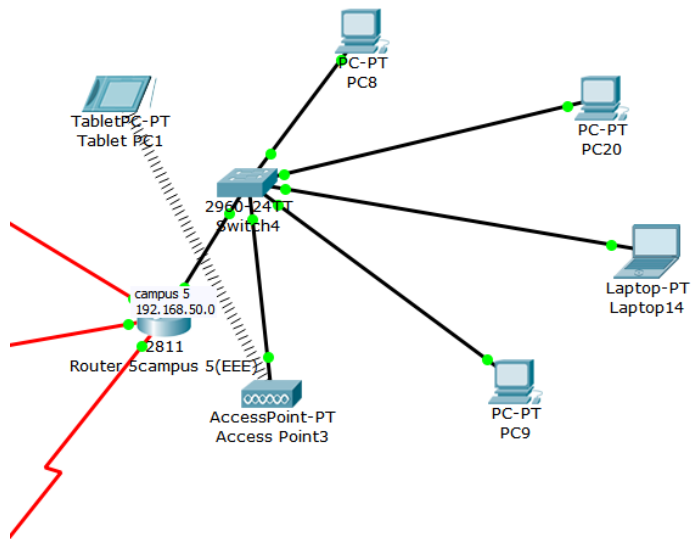 PC-PT
PC8
TabletPC-PT
Tablet PC1
PC-PT
PC20
2960-24TT
Switch4
Laptop-PT
Laptop14
campus 5
192.168.50.0
2811
Router 5campus 5(EEE)
AccessPoint-PT
Access Point3
PC-PT
PC9